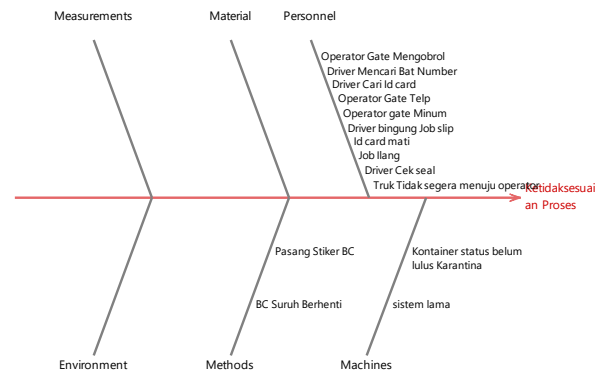 Measurements
Material
Personnel
Operator Gate Mengobrol
Driver Mencari Bat Number
Driver Cari Id card
Operator Gate Telp
Operator gate Minum
Driver bingung Job slip
Id card mati
Job Ilang
Driver Cek seal
Truk Tidak segera menuju operator
Ketidaksesuai
an Proses
Pasang Stiker BC
BC Suruh Berhenti
Kontainer status belum
lulus Karantina
sistem lama
Environment
Methods
Machines